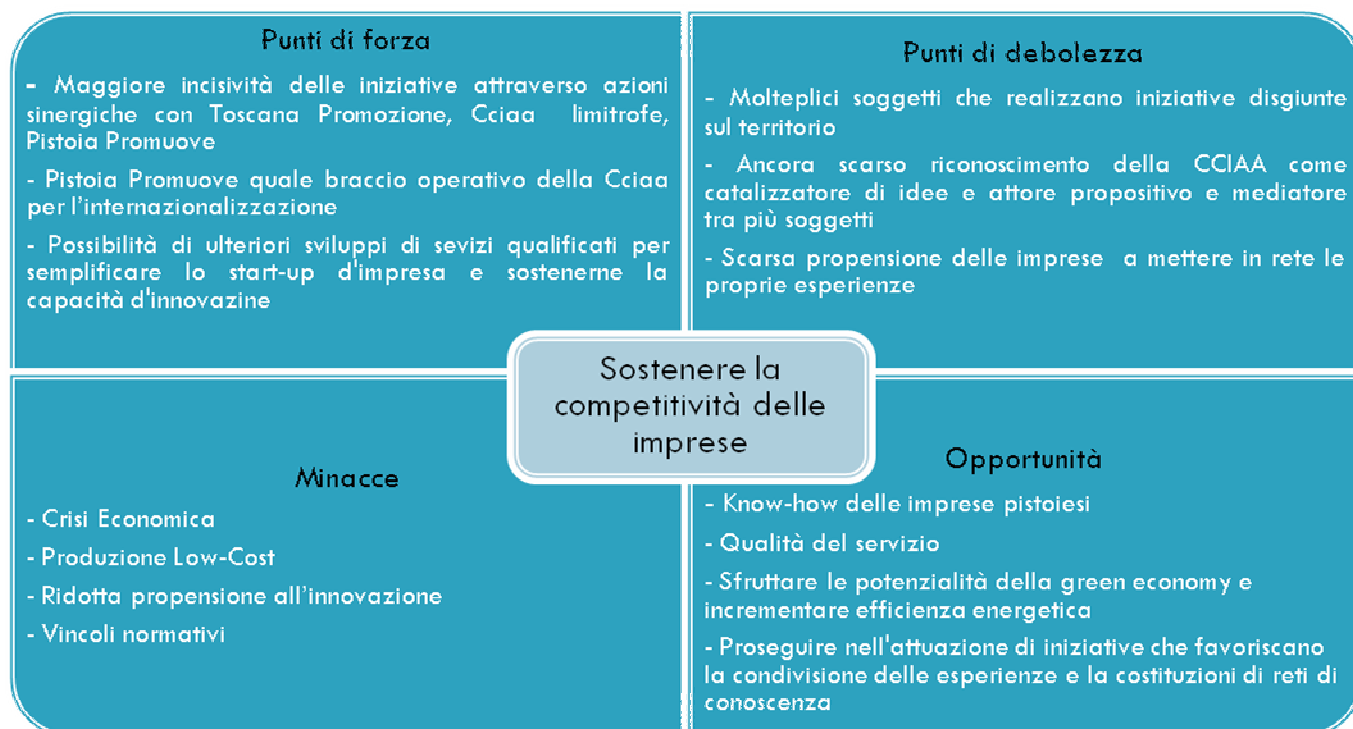 Punti di forza
- Maggiore incisività delle iniziative attraverso azioni
sinergiche con Toscana Promozione, Cciaa limitrofe,
Pistoia Promuove
- Pistoia Promuove quale braccio operativo della Cciaa
per l'internazionalizzazione
- Possibilità di ulteriori sviluppi di sevizi qualificati per
semplificare lo start-up d'impresa e sostenerne la
capacità d'innovazine
Punti di debolezza
- Molteplici soggetti che realizzano iniziative disgiunte
sul territorio
- Ancora scarso riconoscimento della CCIAA come
catalizzatore di idee e attore propositivo e mediatore
tra più soggetti
- Scarsa propensione delle imprese a mettere in rete le
proprie esperienze
Sostenere la
competitività delle
imprese
Minacce
- Crisi Economica
- Produzione Low-Cost
- Ridotta propensione all'innovazione
- Vincoli normativi
Opportunità
- Know-how delle imprese pistoiesi
- Qualità del servizio
- Sfruttare le potenzialità della green economy e
incrementare efficienza energetica
- Proseguire nell'attuazione di iniziative che favoriscano
la condivisione delle esperienze e la costituzioni di reti di
conoscenza